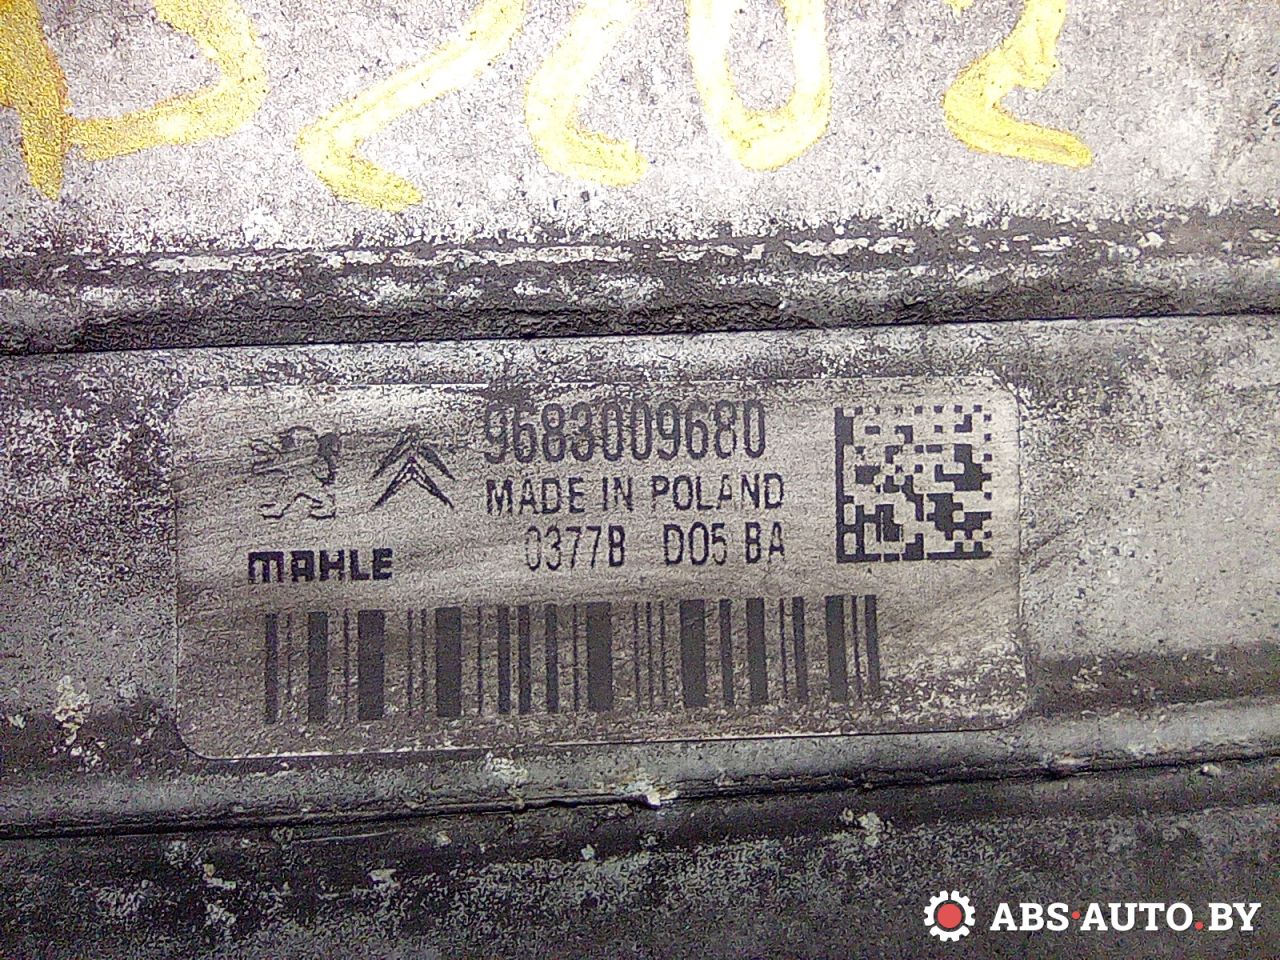 9683009680
MADE IN POLAND
0377B D05 BA
MAHLE
ABS-AUTO.BY